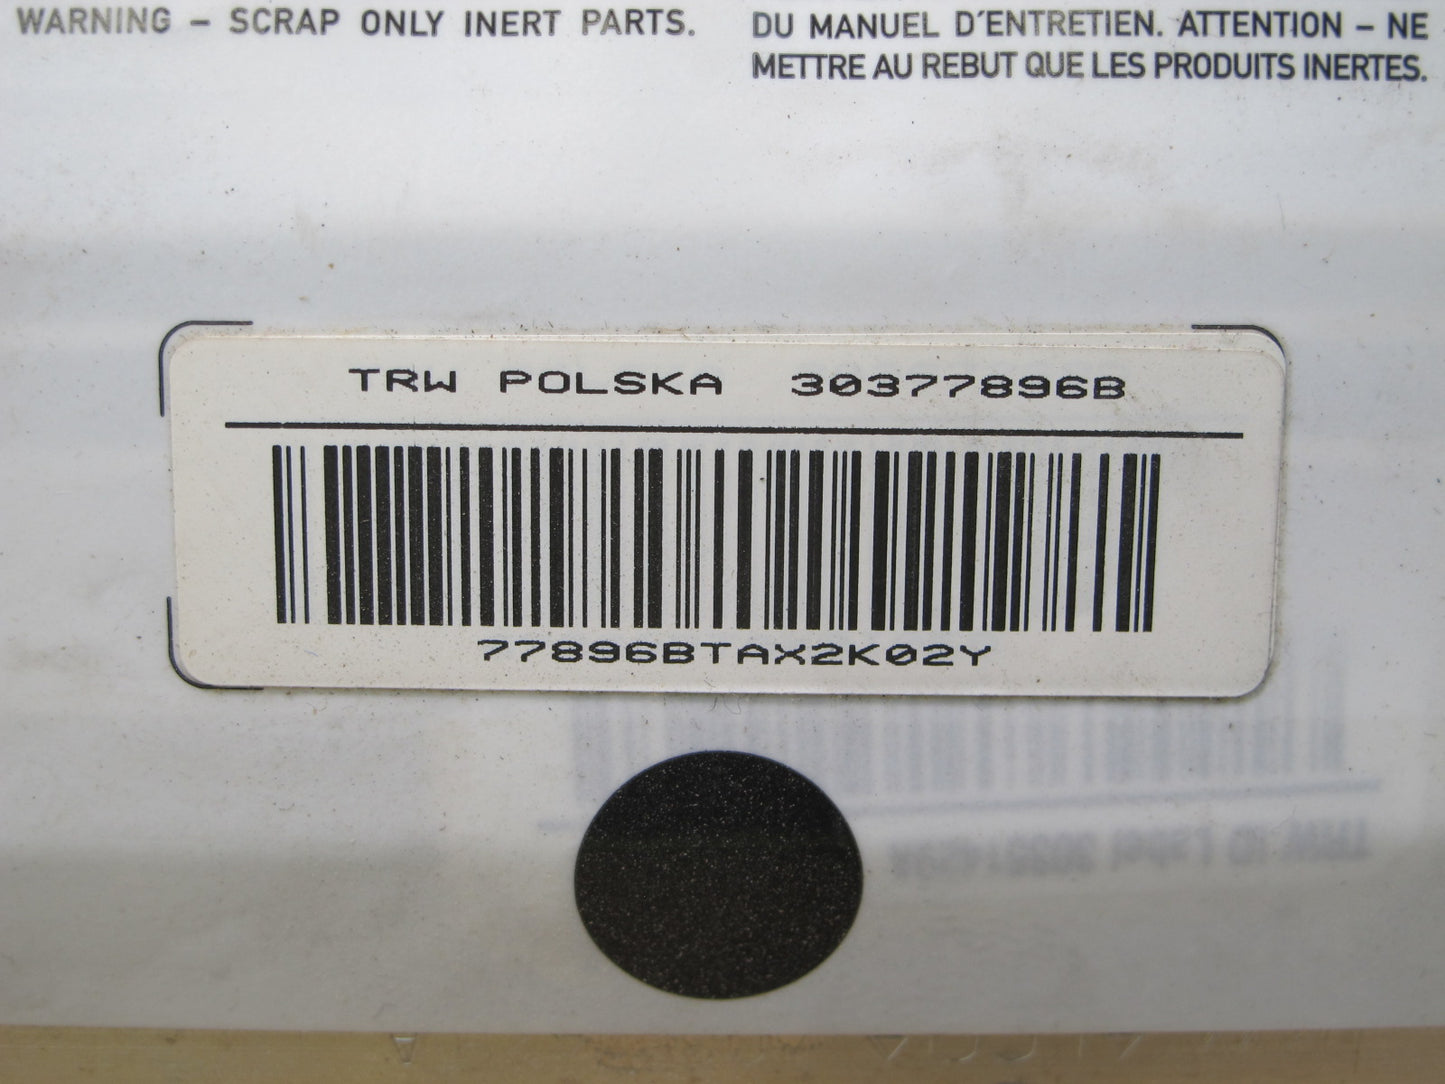 WARNING – SCRAP ONLY INERT PARTS.
DU MANUEL D'ENTRETIEN. ATTENTION – NE
METTRE AU REBUT QUE LES PRODUITS INERTES.
TRW POLSKA 30377896B
77896BTAX2K02Y